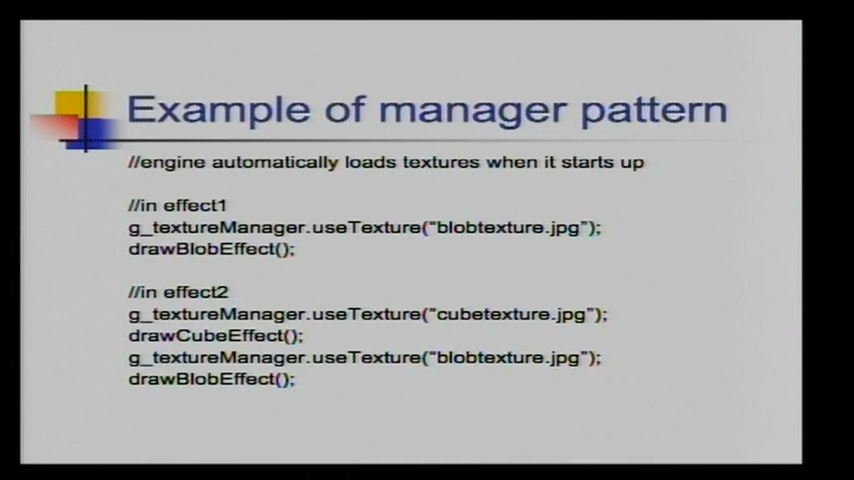 Example of manager pattern
//engine automatically loads textures when it starts up
//in effect1
g_textureManager.useTexture(“blobtexture.jpg”);
drawBlobEffect();
//in effect2
g_textureManager.useTexture(“cubetexture.jpg”);
drawCubeEffect();
g_textureManager.useTexture(“blobtexture.jpg”);
drawBlobEffect();